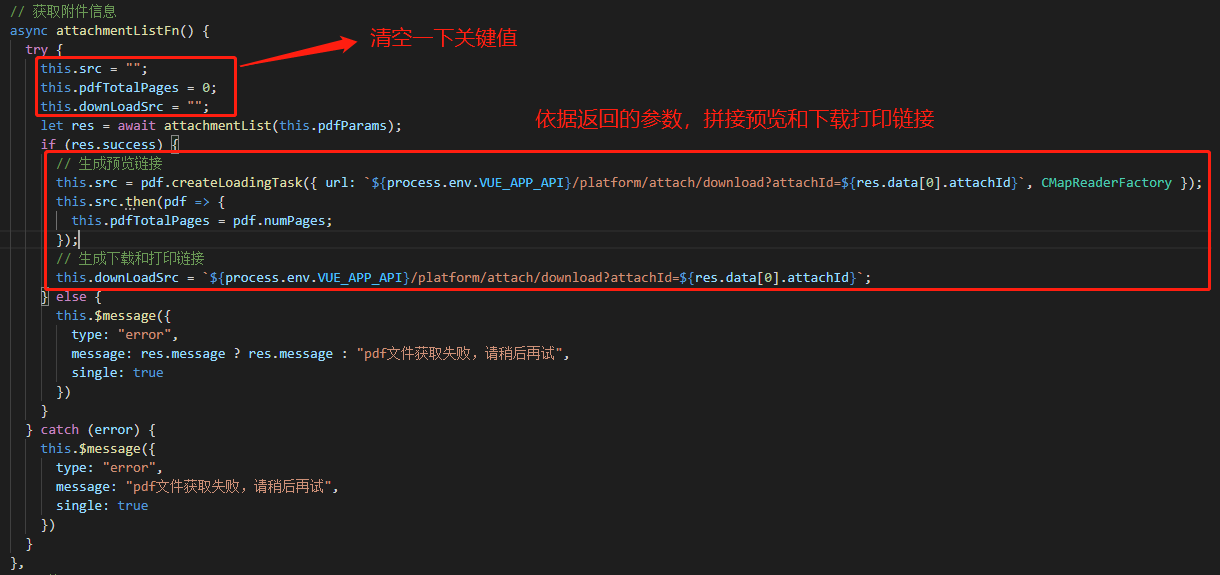 // 获取附件信息
async attachmentListFn() {
try {
清空一下关键值
this.src = "";
this.pdfTotalPages = 0;
this.downLoadSrc = "";
let res = await attachmentList(this.pdfParams);
依据返回的参数，拼接预览和下载打印链接
if (res.success) {
// 生成预览链接
this.src = pdf.createLoadingTask({ url: `${process.env.VUE_APP_API}/platform/attach/download?attachId=${res.data[0].attachId}`, CMapReaderFactory });
this.src.then(pdf => {
this.pdfTotalPages = pdf.numPages;
});
// 生成下载和打印链接
this.downLoadSrc = `${process.env.VUE_APP_API}/platform/attach/download?attachId=${res.data[0].attachId}`;
} else {
this.$message({
type: "error",
message: res.message ? res.message : "pdf文件获取失败，请稍后再试",
single: true
})
}
} catch (error) {
this.$message({
type: "error",
message: "pdf文件获取失败，请稍后再试",
single: true
})
}
},